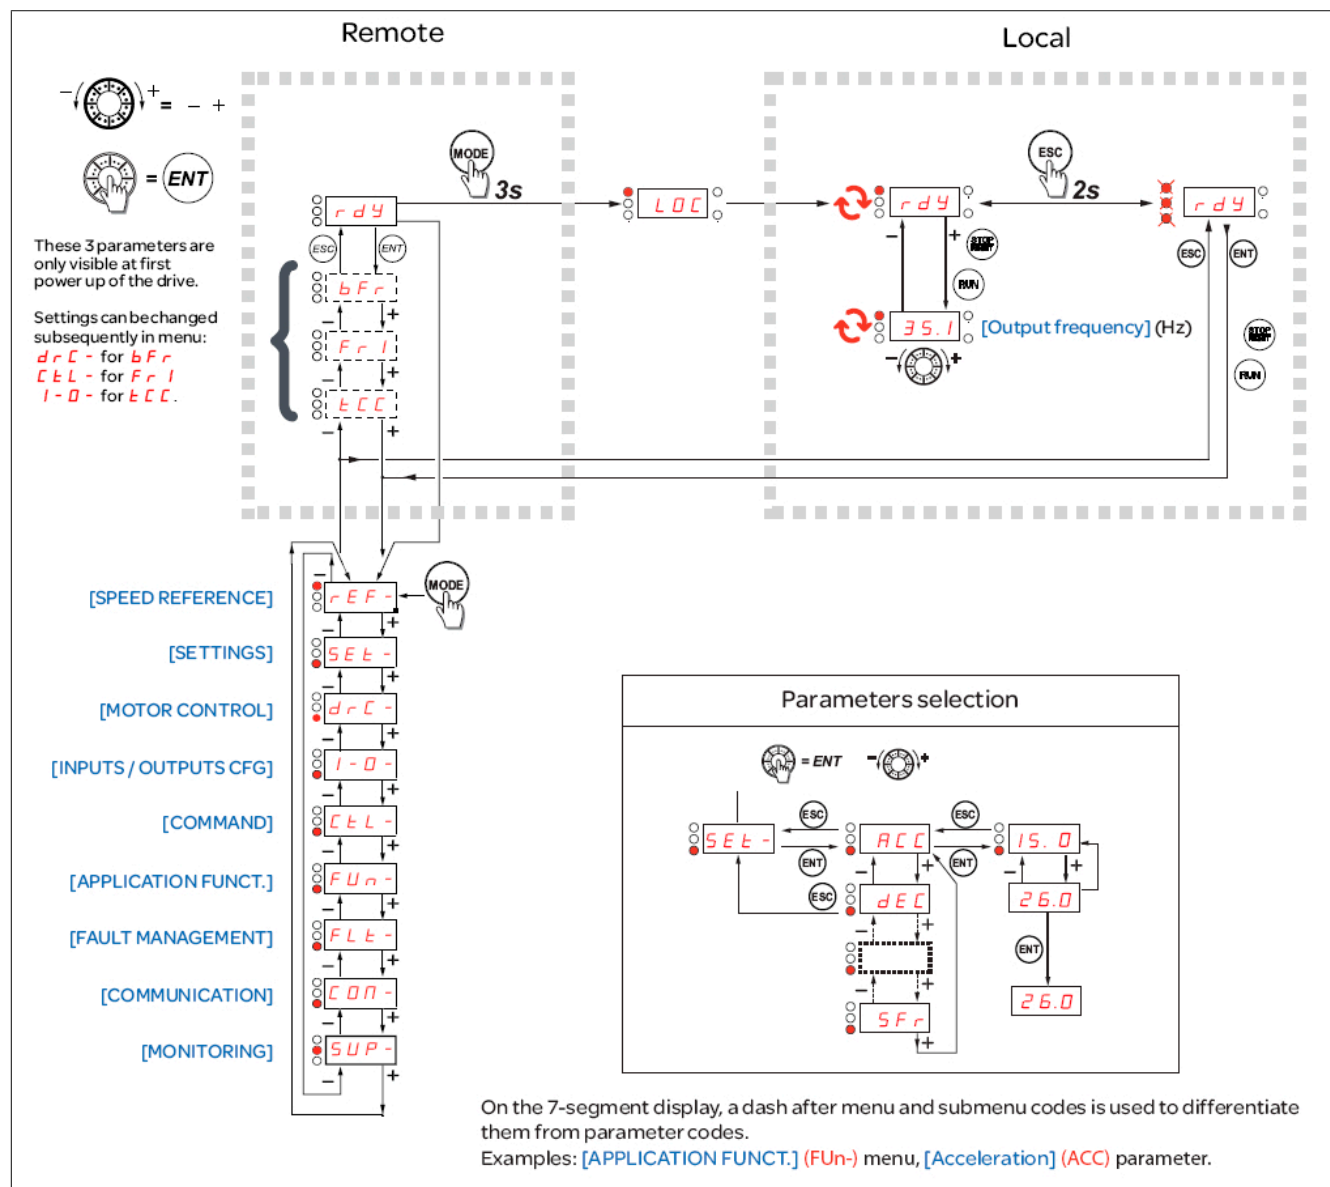 Remote
Local
- + = - +
= ENT
These 3 parameters are
only visible at first
power up of the drive.
Settings can be changed
subsequently in menu:
drC- for bFr
CtL- for Fr1
I-O- for tCC.
MODE
3s
rdY
ESC
ENT
bFr
- +
Fr1
- +
tCC
- +
LOC
ESC
2s
rdY
- +
STOP
RESET
RUN
35.1
[Output frequency] (Hz)
- +
rdY
ESC
ENT
STOP
RESET
RUN
-
[SPEED REFERENCE]
rEF-
MODE
- +
[SETTINGS]
SEt-
- +
[MOTOR CONTROL]
drC-
- +
[INPUTS / OUTPUTS CFG]
I-O-
- +
[COMMAND]
CtL-
- +
[APPLICATION FUNCT.]
FUn-
- +
[FAULT MANAGEMENT]
FLt-
- +
[COMMUNICATION]
COM-
- +
[MONITORING]
SUP-
- +
Parameters selection
= ENT
- +
SEt-
ESC
ENT
ACC
ESC
ENT
15.0
- +
- +
ESC
dEC
26.0
- +
ENT
- +
SFr
+
26.0
On the 7-segment display, a dash after menu and submenu codes is used to differentiate
them from parameter codes.
Examples: [APPLICATION FUNCT.] (FUn-) menu, [Acceleration] (ACC) parameter.